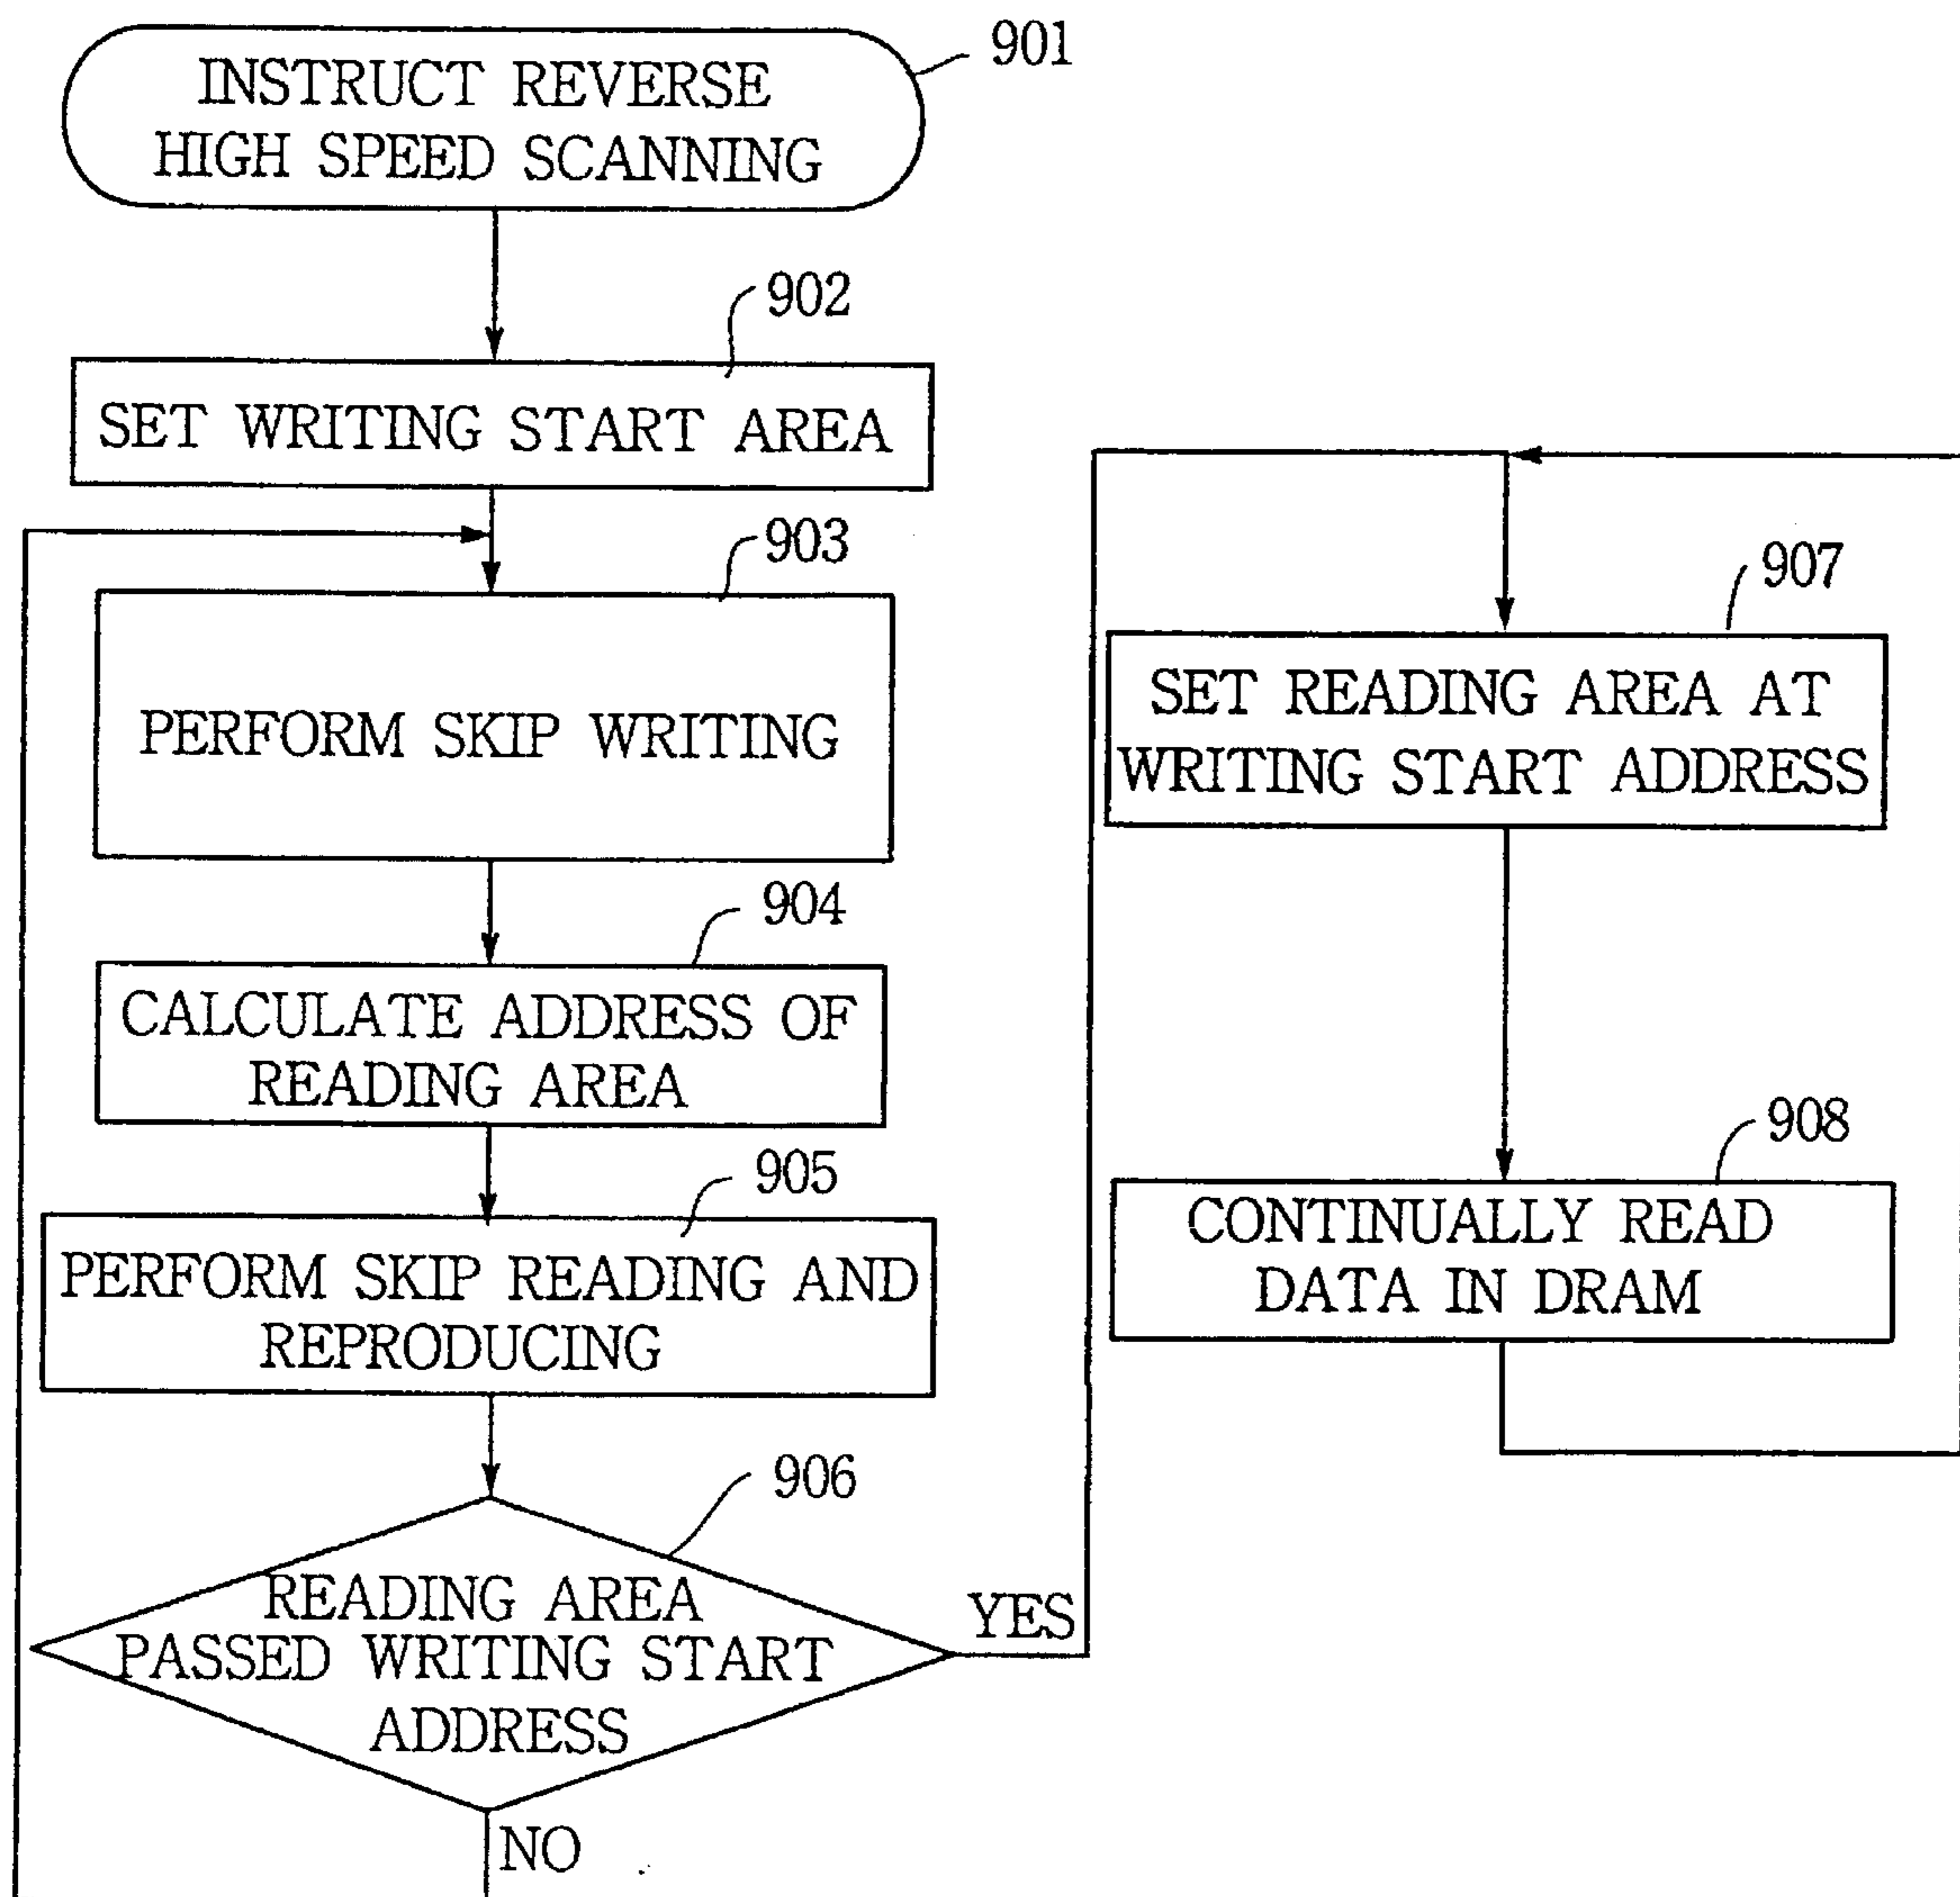 901
INSTRUCT REVERSE
HIGH SPEED SCANNING
902
SET WRITING START AREA
903
PERFORM SKIP WRITING
904
CALCULATE ADDRESS OF
READING AREA
905
PERFORM SKIP READING AND
REPRODUCING
906
READING AREA
PASSED WRITING START
ADDRESS
YES
NO
907
SET READING AREA AT
WRITING START ADDRESS
908
CONTINUALLY READ
DATA IN DRAM